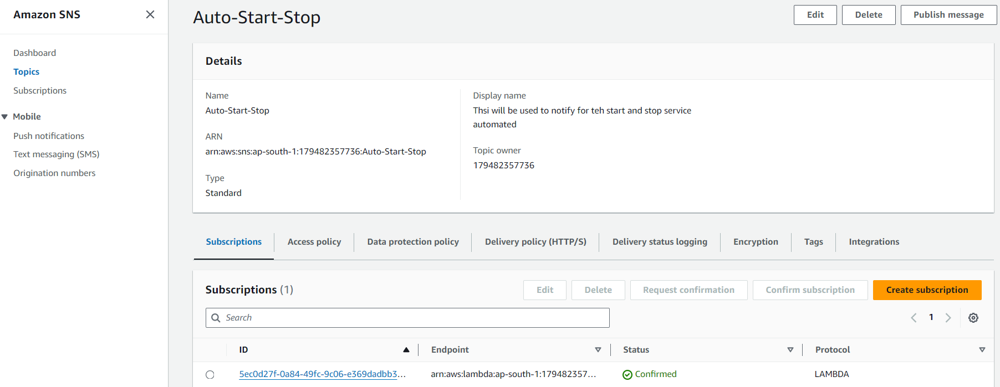 Amazon SNS
Dashboard
Topics
Subscriptions
Mobile
Push notifications
Text messaging (SMS)
Origination numbers
Auto-Start-Stop
Edit
Delete
Publish message
Details
Name
Auto-Start-Stop
ARN
arn:aws:sns:ap-south-1:179482357736:Auto-Start-Stop
Type
Standard
Display name
Thsi will be used to notify for teh start and stop service
automated
Topic owner
179482357736
Subscriptions
Access policy
Data protection policy
Delivery policy (HTTP/S)
Delivery status logging
Encryption
Tags
Integrations
Subscriptions (1)
Edit
Delete
Request confirmation
Confirm subscription
Create subscription
Search
1
ID
Endpoint
Status
Protocol
5ec0d27f-0a84-49fc-9c06-e369dadbb3...
arn:aws:lambda:ap-south-1:179482357...
Confirmed
LAMBDA